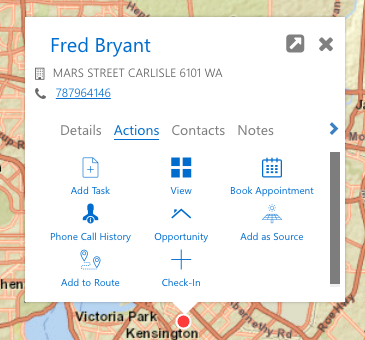 Fred Bryant
MARS STREET CARLISLE 6101 WA
787964146
Details Actions Contacts Notes
Add Task View Book Appointment
Phone Call History Opportunity Add as Source
Add to Route Check-In
Victoria Park
Kensington